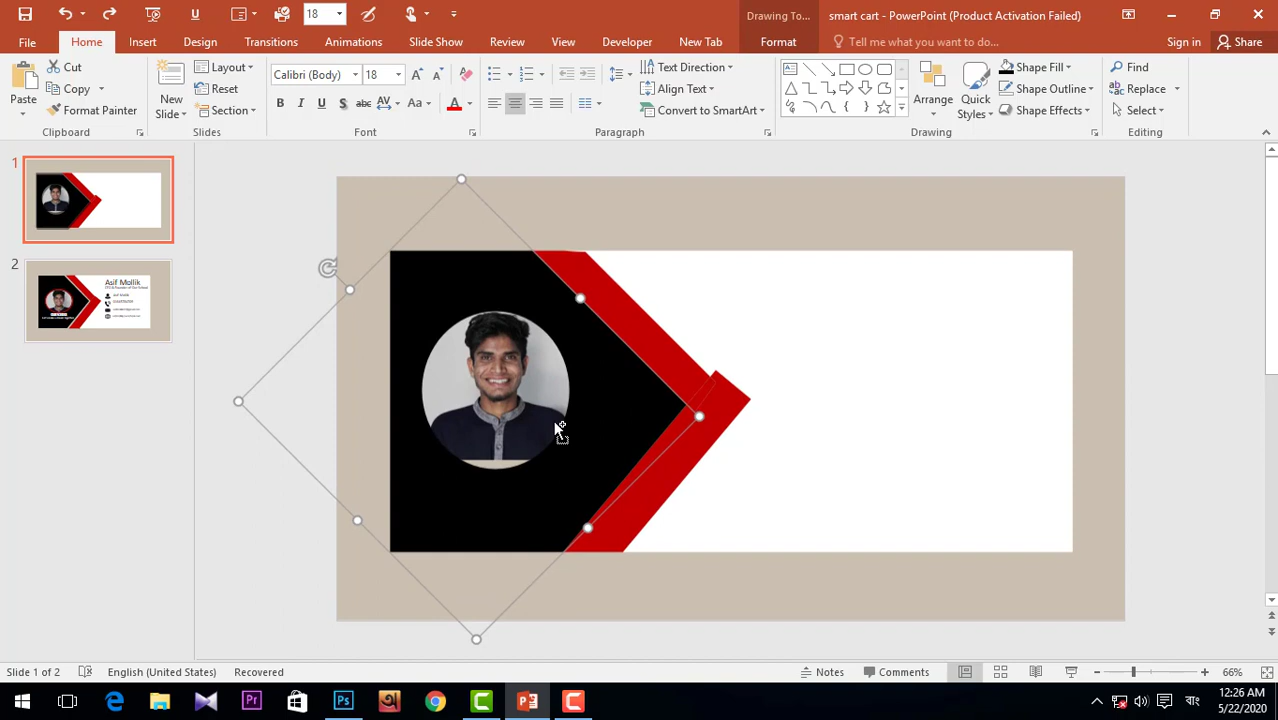 18
Drawing To...
smart cart - PowerPoint (Product Activation Failed)
File
Home
Insert
Design
Transitions
Animations
Slide Show
Review
View
Developer
New Tab
Format
Tell me what you want to do...
Sign in
Share
Paste
Cut
Copy
Format Painter
Clipboard
New
Slide
Layout
Reset
Section
Slides
Calibri (Body)
18
B I U S abc AV Aa A
Font
Text Direction
Align Text
Convert to SmartArt
Paragraph
Arrange
Quick
Styles
Shape Fill
Shape Outline
Shape Effects
Drawing
Find
Replace
Select
Editing
1
2
Asif Mollik
Slide 1 of 2
English (United States)
Recovered
Notes
Comments
66%
বাং
12:26 AM
5/22/2020